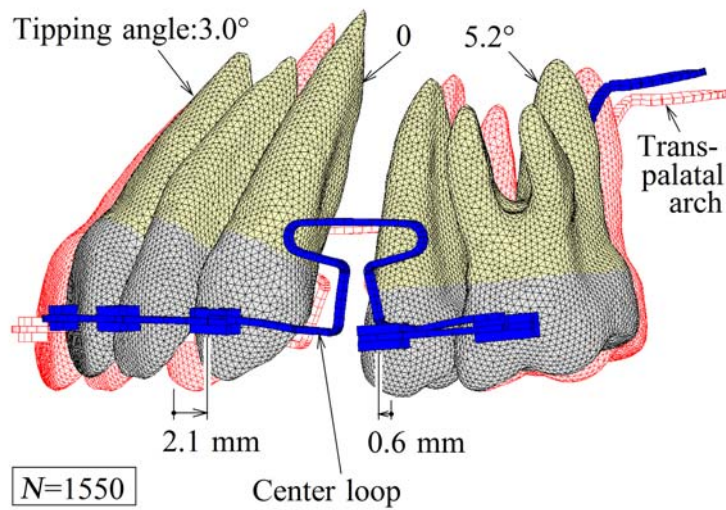 Tipping angle:3.0°
0
5.2°
Trans-
palatal
arch
2.1 mm
0.6 mm
Center loop
N=1550